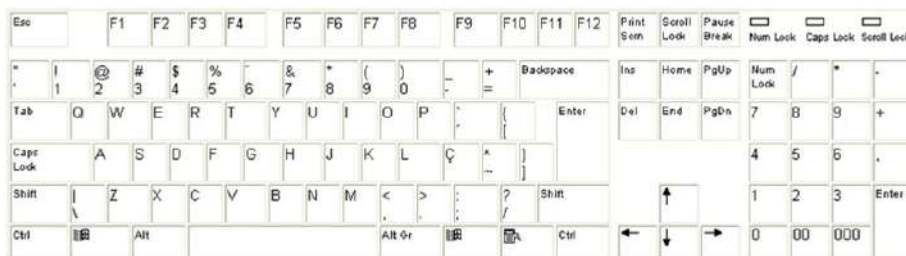 Esc F1 F2 F3 F4 F5 F6 F7 F8 F9 F10 F11 F12 Print Scrn Scroll Lock Pause Break Num Lock Caps Lock Scroll Lock
" ! @ # $ % ¨ & * ( ) _ + Backspace Ins Home PgUp Num Lock / * -
' 1 2 3 4 5 6 7 8 9 0 - =
Tab Q W E R T Y U I O P ` { Enter Del End PgDn 7 8 9 +
´ [
Caps Lock A S D F G H J K L Ç ^ } 4 5 6 .
~ ]
Shift | Z X C V B N M < > : ? Shift ↑ 1 2 3 Enter
\ , . ; /
Ctrl Alt Alt Gr Ctrl ← ↓ → 0 00 000